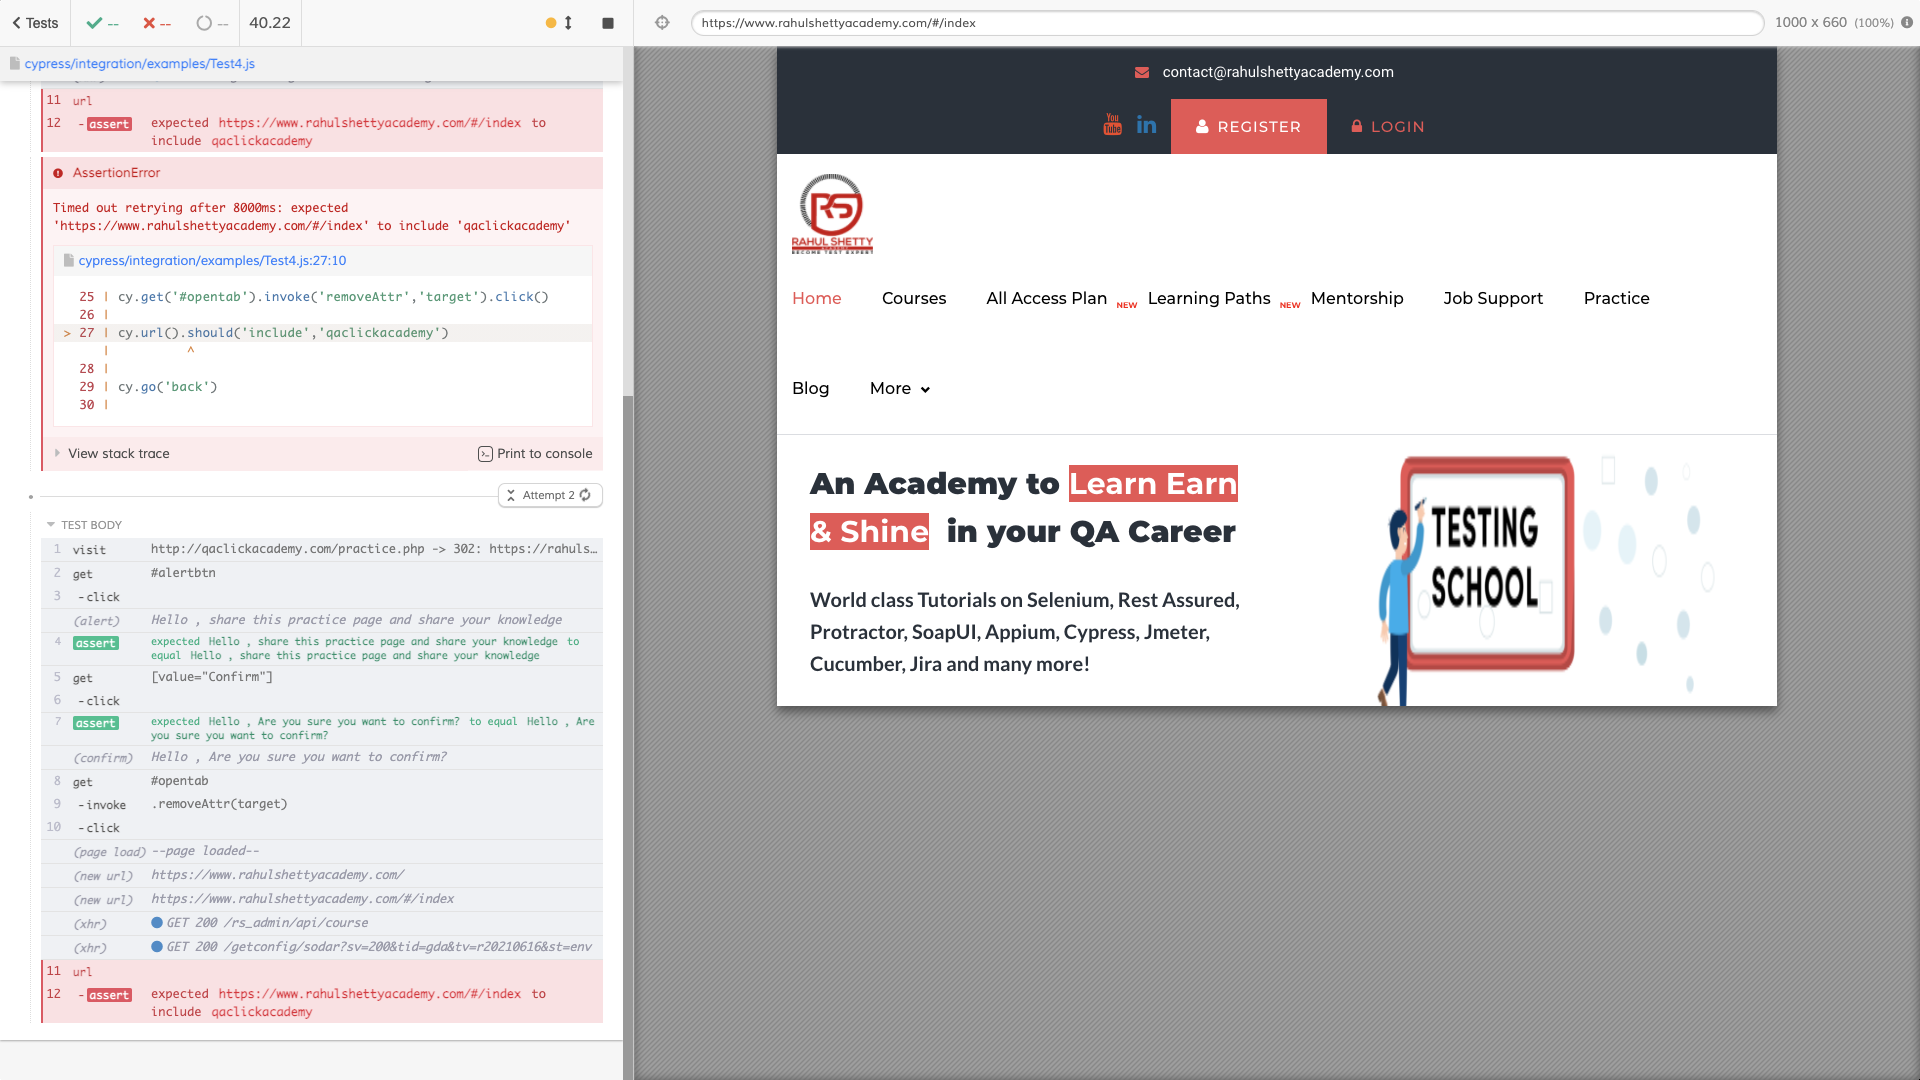 Tests
--
--
--
40.22
https://www.rahulshettyacademy.com/#/index
1000 x 660 (100%)
cypress/integration/examples/Test4.js
11 url
12 -assert expected https://www.rahulshettyacademy.com/#/index to
include qaclickacademy
AssertionError
Timed out retrying after 8000ms: expected
'https://www.rahulshettyacademy.com/#/index' to include 'qaclickacademy'
cypress/integration/examples/Test4.js:27:10
25 | cy.get('#opentab').invoke('removeAttr','target').click()
26 |
> 27 | cy.url().should('include','qaclickacademy')
| ^
28 |
29 | cy.go('back')
30 |
View stack trace
Print to console
Attempt 2
TEST BODY
1 visit http://qaclickacademy.com/practice.php -> 302: https://rahuls...
2 get #alertbtn
3 -click
(alert) Hello , share this practice page and share your knowledge
4 assert expected Hello , share this practice page and share your knowledge to
equal Hello , share this practice page and share your knowledge
5 get [value="Confirm"]
6 -click
7 assert expected Hello , Are you sure you want to confirm? to equal Hello , Are
you sure you want to confirm?
(confirm) Hello , Are you sure you want to confirm?
8 get #opentab
9 -invoke .removeAttr(target)
10 -click
(page load) --page loaded--
(new url) https://www.rahulshettyacademy.com/
(new url) https://www.rahulshettyacademy.com/#/index
(xhr) GET 200 /rs_admin/api/course
(xhr) GET 200 /getconfig/sodar?sv=200&tid=gda&tv=r20210616&st=env
11 url
12 -assert expected https://www.rahulshettyacademy.com/#/index to
include qaclickacademy
contact@rahulshettyacademy.com
You
Tube
in
REGISTER
LOGIN
RS
RAHUL SHETTY
ACADEMY
BECOME TEST EXPERT
Home
Courses
All Access Plan NEW
Learning Paths NEW
Mentorship
Job Support
Practice
Blog
More
An Academy to Learn Earn
& Shine in your QA Career
World class Tutorials on Selenium, Rest Assured,
Protractor, SoapUI, Appium, Cypress, Jmeter,
Cucumber, Jira and many more!
TESTING
SCHOOL